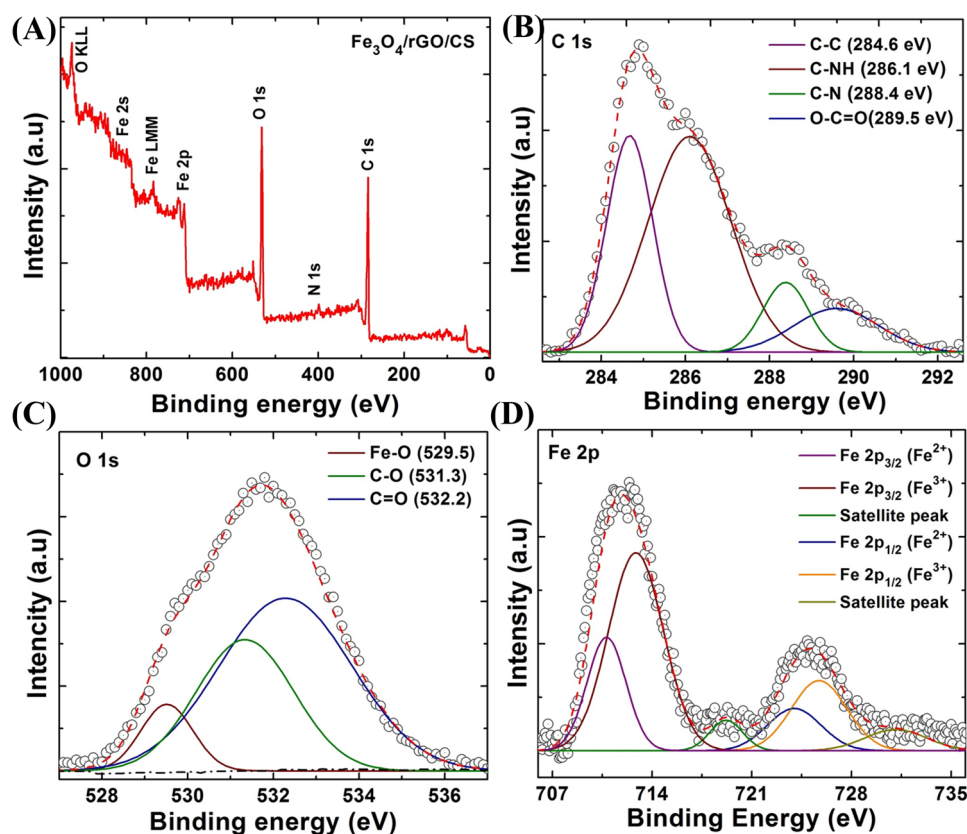 (A)
Fe₃O₄/rGO/CS
O KLL
Fe 2s
Fe LMM
Fe 2p
O 1s
N 1s
C 1s
Intensity (a.u)
1000 800 600 400 200 0
Binding energy (eV)
(B)
C 1s
C-C (284.6 eV)
C-NH (286.1 eV)
C-N (288.4 eV)
O-C=O(289.5 eV)
Intensity (a.u)
284 286 288 290 292
Binding energy (eV)
(C)
O 1s
Fe-O (529.5)
C-O (531.3)
C=O (532.2)
Intencity (a.u)
528 530 532 534 536
Binding energy (eV)
(D)
Fe 2p
Fe 2p₃/₂ (Fe²⁺)
Fe 2p₃/₂ (Fe³⁺)
Satellite peak
Fe 2p₁/₂ (Fe²⁺)
Fe 2p₁/₂ (Fe³⁺)
Satellite peak
Intensity (a.u)
707 714 721 728 735
Binding Energy (eV)